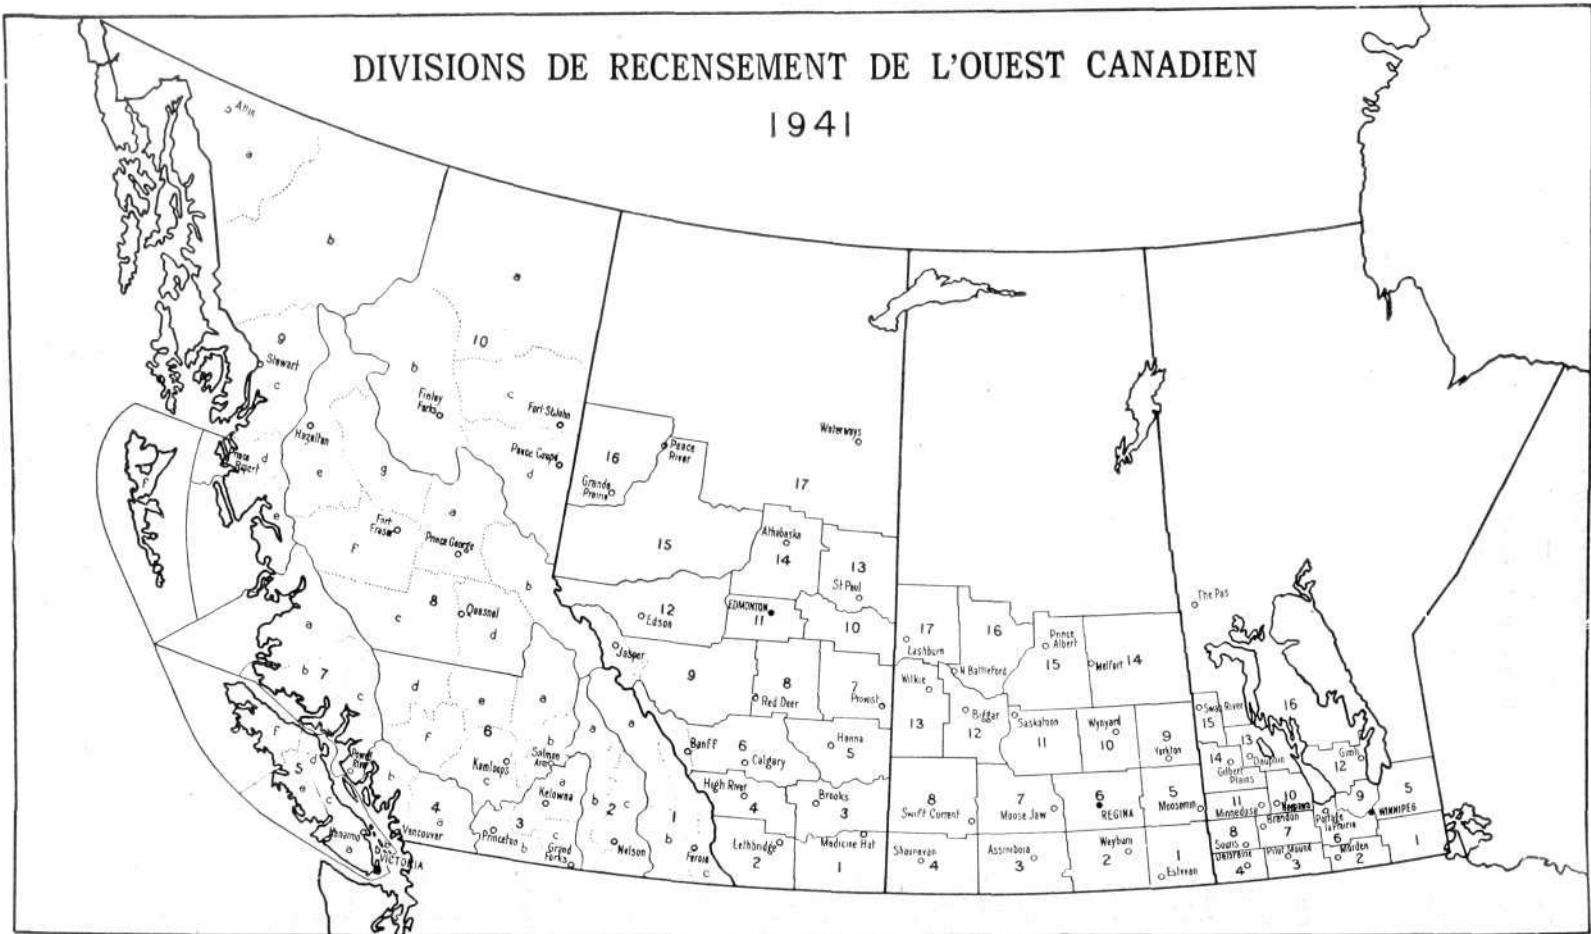 DIVISIONS DE RECENSEMENT DE L'OUEST CANADIEN
1941
Atlin
a
b
a
9
10
Stewart
c
b
Finlay
Forks
c
Fort St.John
Hazelton
Prince
Rupert
d
e
g
Pouce Coupé
d
f
e
a
Fort
Fraser
f
Prince George
b
8
c
Quesnel
d
a
b
7
c
d
e
a
6
f
b
Kamloops
c
Salmon
Arm
a
Kelowna
a
a
b
c
2
1
b
Nelson
Fernie
c
f
5
d
e
c
Powell
River
b
4
a
Vancouver
Nanaimo
a
b
VICTORIA
3
Princeton
b
c
Grand
Forks
16
Grande
Prairie
Peace
River
Waterways
17
15
Athabaska
14
13
St Paul
12
Edson
EDMONTON
11
10
Jasper
9
8
Red Deer
7
Provost
Banff
6
Calgary
Hanna
5
High River
4
Brooks
3
Lethbridge
2
Medicine Hat
1
17
Lashburn
16
Prince
Albert
15
Melfort
14
Wilkie
N Battleford
13
Biggar
12
Saskatoon
11
Wynyard
10
9
Yorkton
8
Swift Current
7
Moose Jaw
6
REGINA
5
Moosomin
Shaunavon
4
Assiniboia
3
Weyburn
2
1
Estevan
The Pas
Swan River
15
16
13
Dauphin
14
Gilbert
Plains
Gimli
12
11
Minnedosa
10
Neepawa
9
5
WINNIPEG
Brandon
Portage
la Prairie
8
Souris
7
6
Deloraine
4
Pilot Mound
3
Morden
2
1